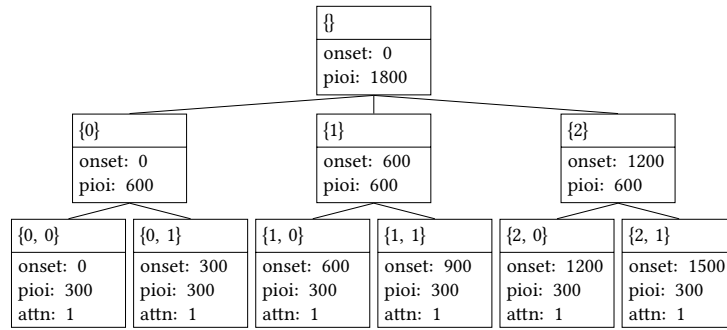 {}
onset: 0
pioi: 1800
{0}
onset: 0
pioi: 600
{1}
onset: 600
pioi: 600
{2}
onset: 1200
pioi: 600
{0, 0}
onset: 0
pioi: 300
attn: 1
{0, 1}
onset: 300
pioi: 300
attn: 1
{1, 0}
onset: 600
pioi: 300
attn: 1
{1, 1}
onset: 900
pioi: 300
attn: 1
{2, 0}
onset: 1200
pioi: 300
attn: 1
{2, 1}
onset: 1500
pioi: 300
attn: 1